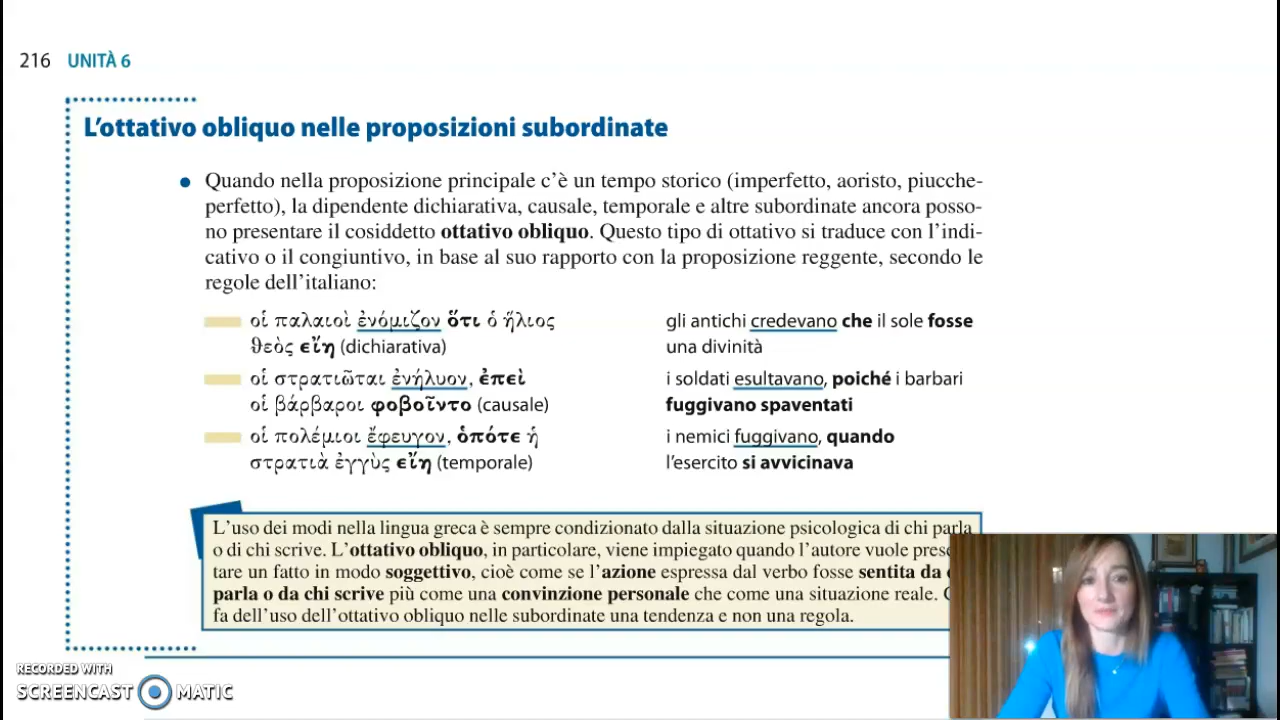 216 UNITÀ 6
L'ottativo obliquo nelle proposizioni subordinate
• Quando nella proposizione principale c'è un tempo storico (imperfetto, aoristo, piucche-
perfetto), la dipendente dichiarativa, causale, temporale e altre subordinate ancora posso-
no presentare il cosiddetto ottativo obliquo. Questo tipo di ottativo si traduce con l'indi-
cativo o il congiuntivo, in base al suo rapporto con la proposizione reggente, secondo le
regole dell'italiano:
οἱ παλαιοὶ ἐνόμιζον ὅτι ὁ ἥλιος
θεὸς εἴη (dichiarativa)
gli antichi credevano che il sole fosse
una divinità
οἱ στρατιῶται ἐνήλυον, ἐπεὶ
οἱ βάρβαροι φοβοῖντο (causale)
i soldati esultavano, poiché i barbari
fuggivano spaventati
οἱ πολέμιοι ἔφευγον, ὁπότε ἡ
στρατιὰ ἐγγὺς εἴη (temporale)
i nemici fuggivano, quando
l'esercito si avvicinava
L'uso dei modi nella lingua greca è sempre condizionato dalla situazione psicologica di chi parla
o di chi scrive. L'ottativo obliquo, in particolare, viene impiegato quando l'autore vuole prese
tare un fatto in modo soggettivo, cioè come se l'azione espressa dal verbo fosse sentita da
parla o da chi scrive più come una convinzione personale che come una situazione reale.
fa dell'uso dell'ottativo obliquo nelle subordinate una tendenza e non una regola.
RECORDED WITH
SCREENCAST MATIC